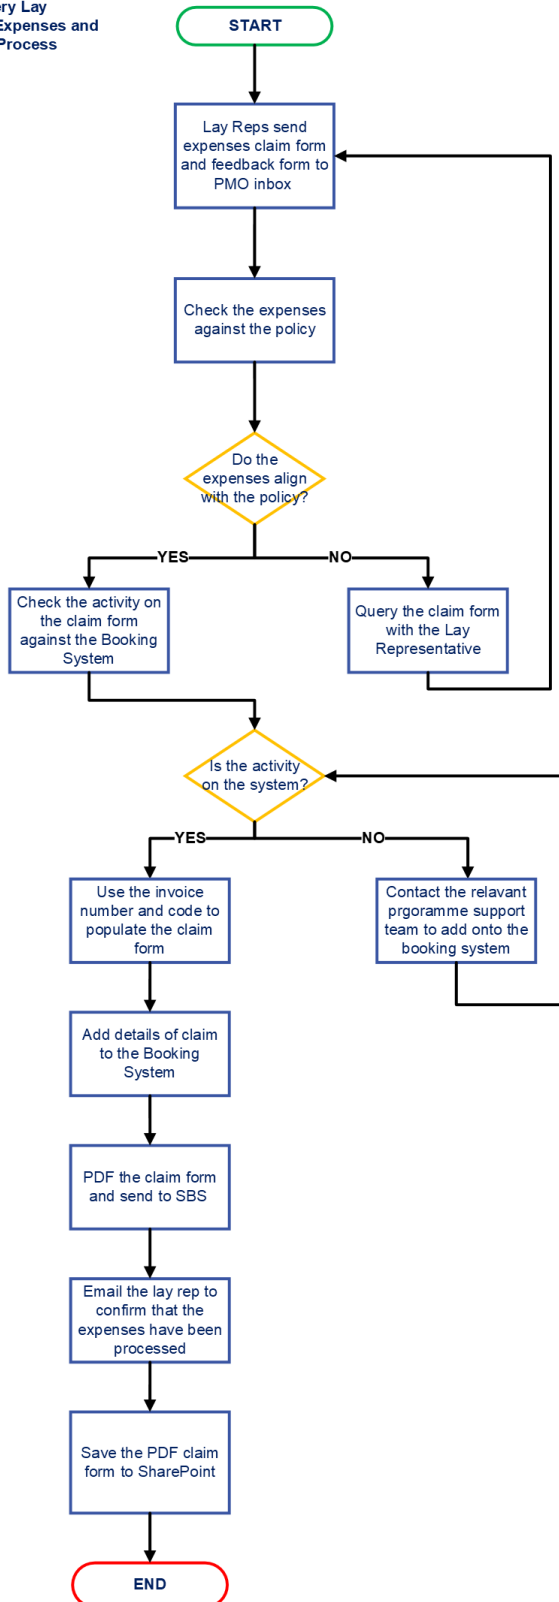 ery Lay
Expenses and
Process
START
Lay Reps send
expenses claim form
and feedback form to
PMO inbox
Check the expenses
against the policy
Do the
expenses align
with the policy?
YES
NO
Check the activity on
the claim form
against the Booking
System
Query the claim form
with the Lay
Representative
Is the activity
on the system?
YES
NO
Use the invoice
number and code to
populate the claim
form
Contact the relavant
prgoramme support
team to add onto the
booking system
Add details of claim
to the Booking
System
PDF the claim form
and send to SBS
Email the lay rep to
confirm that the
expenses have been
processed
Save the PDF claim
form to SharePoint
END